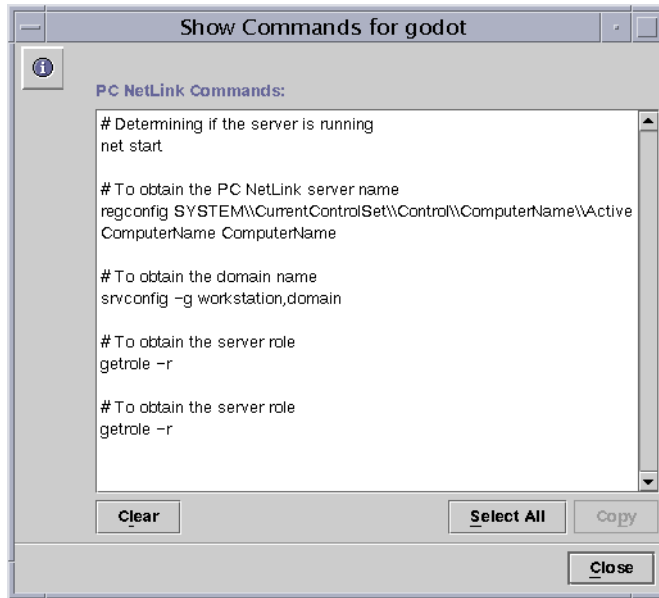 Show Commands for godot
PC NetLink Commands:
# Determining if the server is running
net start
# To obtain the PC NetLink server name
regconfig SYSTEM\\CurrentControlSet\\Control\\ComputerName\\Active
ComputerName ComputerName
# To obtain the domain name
srvconfig -g workstation,domain
# To obtain the server role
getrole -r
# To obtain the server role
getrole -r
Clear
Select All
Copy
Close